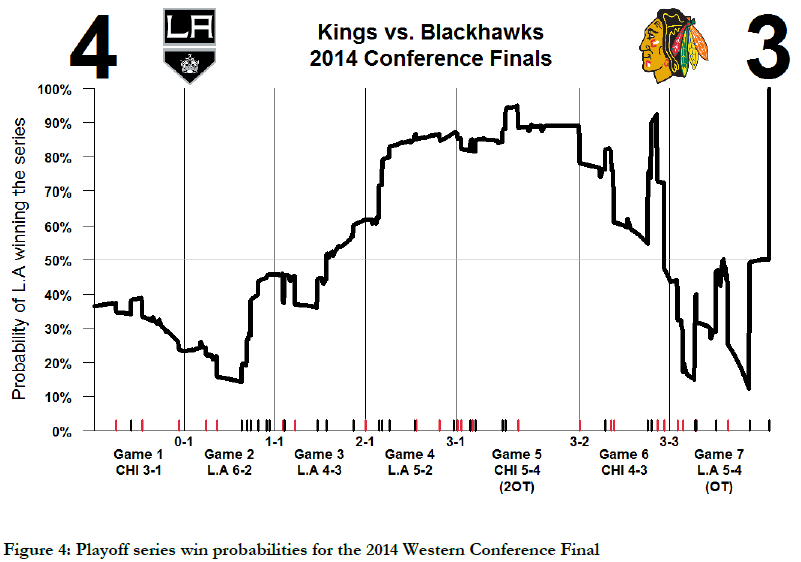 4
LA
Kings vs. Blackhawks
2014 Conference Finals
3
Probability of L.A winning the series
100%
90%
80%
70%
60%
50%
40%
30%
20%
10%
0%
0-1
1-1
2-1
3-1
3-2
3-3
Game 1
CHI 3-1
Game 2
L.A 6-2
Game 3
L.A 4-3
Game 4
L.A 5-2
Game 5
CHI 5-4
(2OT)
Game 6
CHI 4-3
Game 7
L.A 5-4
(OT)
Figure 4: Playoff series win probabilities for the 2014 Western Conference Final